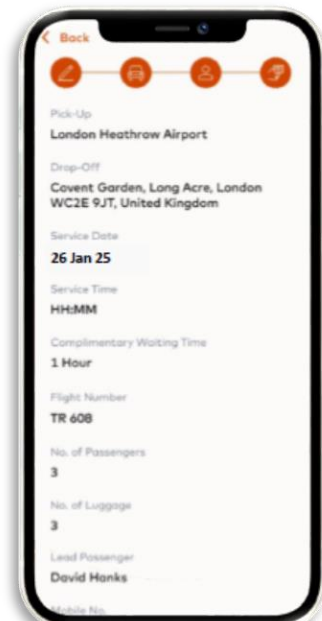 Back
Pick-Up
London Heathrow Airport
Drop-Off
Covent Garden, Long Acre, London
WC2E 9JT, United Kingdom
Service Date
26 Jan 25
Service Time
HH:MM
Complimentary Waiting Time
1 Hour
Flight Number
TR 608
No. of Passengers
3
No. of Luggage
3
Lead Passenger
David Hanks
Mobile No.